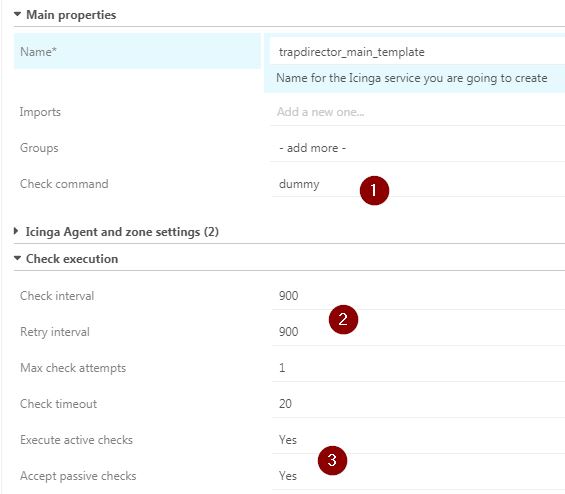 Main properties
Name* trapdirector_main_template
Name for the Icinga service you are going to create
Imports Add a new one...
Groups - add more -
Check command dummy 1
Icinga Agent and zone settings (2)
Check execution
Check interval 900
2
Retry interval 900
Max check attempts 1
Check timeout 20
Execute active checks Yes
3
Accept passive checks Yes